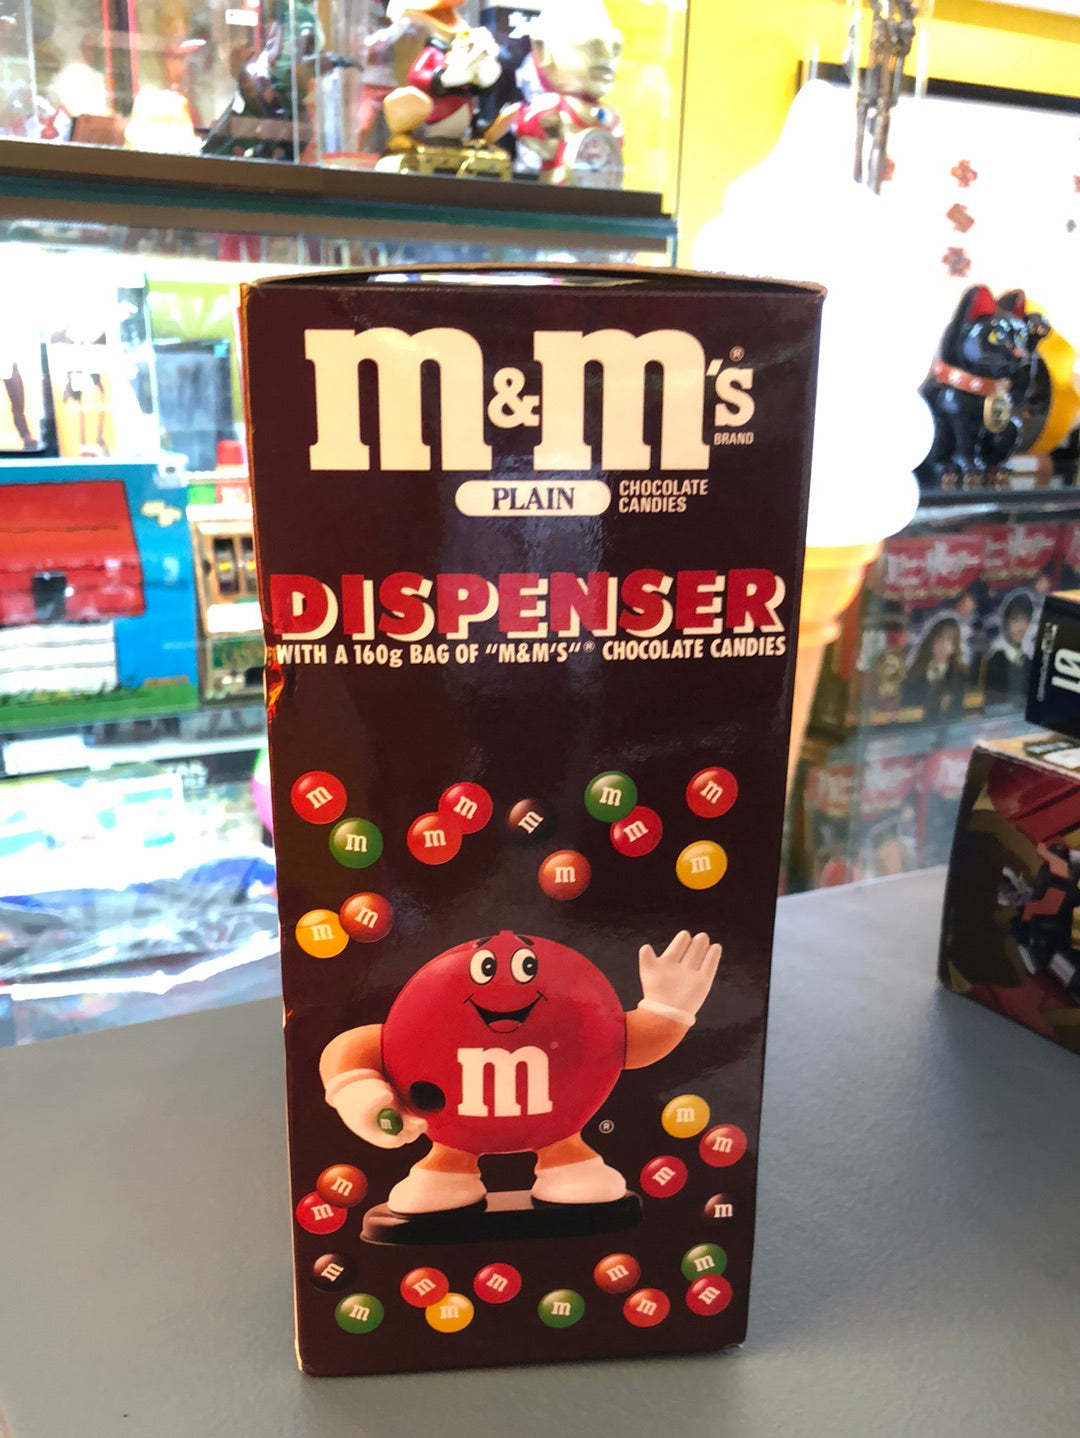 m&m's®
BRAND
PLAIN CHOCOLATE
CANDIES
DISPENSER
WITH A 160g BAG OF "M&M'S"® CHOCOLATE CANDIES
m
®